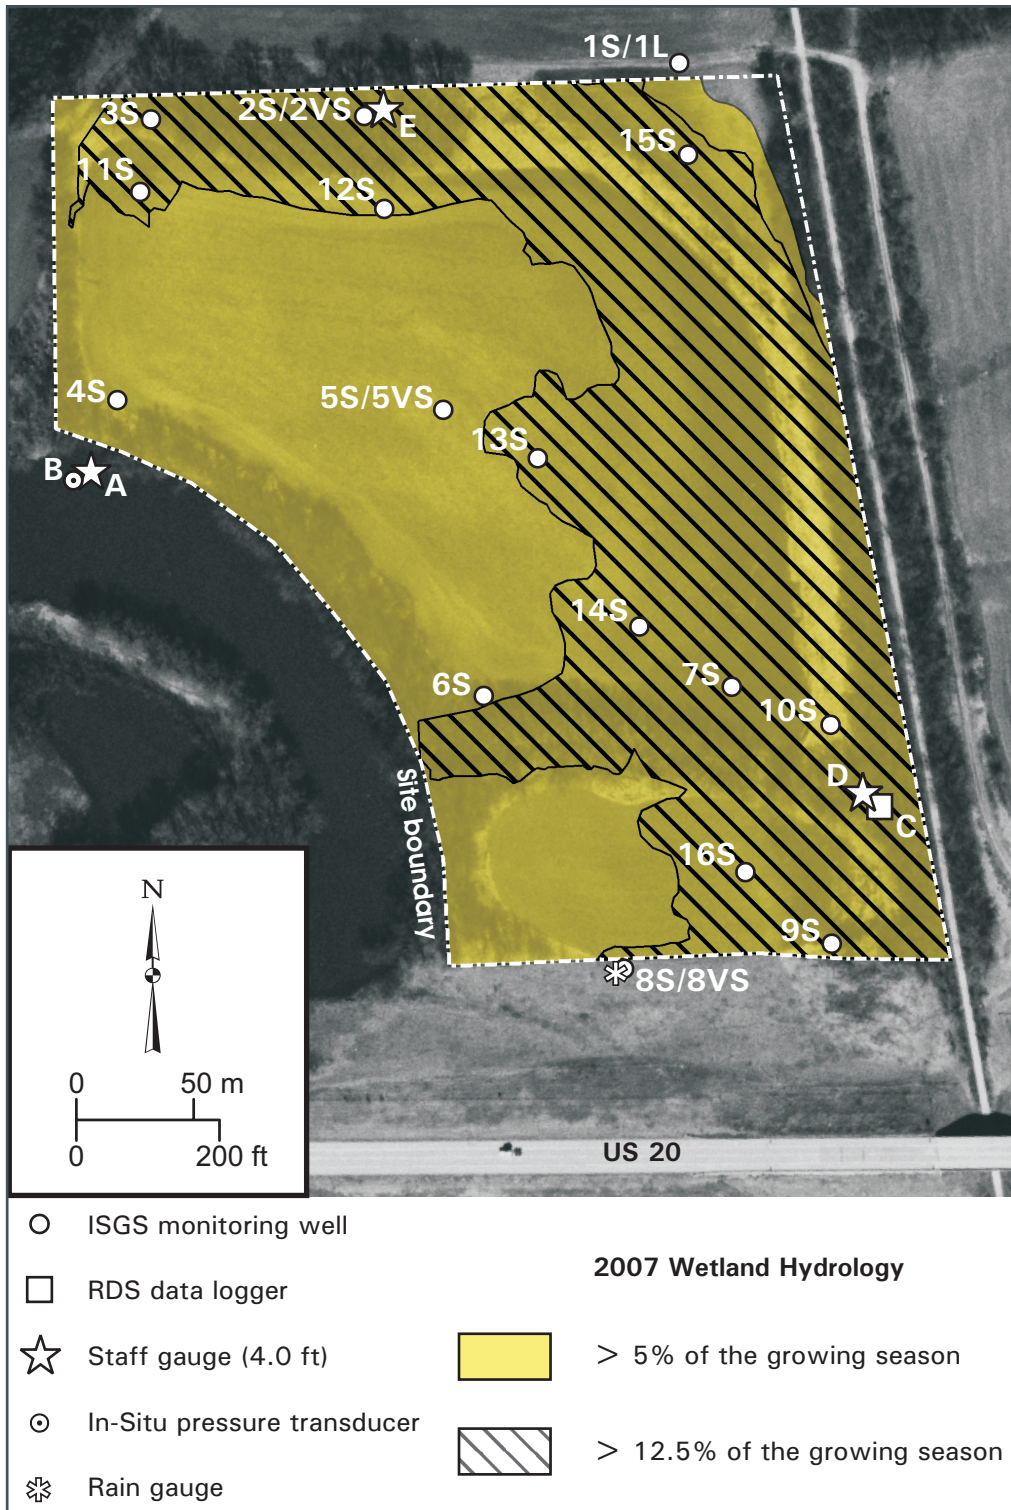 1S/1L
3S
2S/2VS
E
15S
11S
12S
4S
5S/5VS
13S
B
A
14S
7S
6S
10S
D
C
Site boundary
16S
9S
8S/8VS
N
0 50 m
0 200 ft
US 20
ISGS monitoring well
RDS data logger
Staff gauge (4.0 ft)
In-Situ pressure transducer
Rain gauge
2007 Wetland Hydrology
> 5% of the growing season
> 12.5% of the growing season